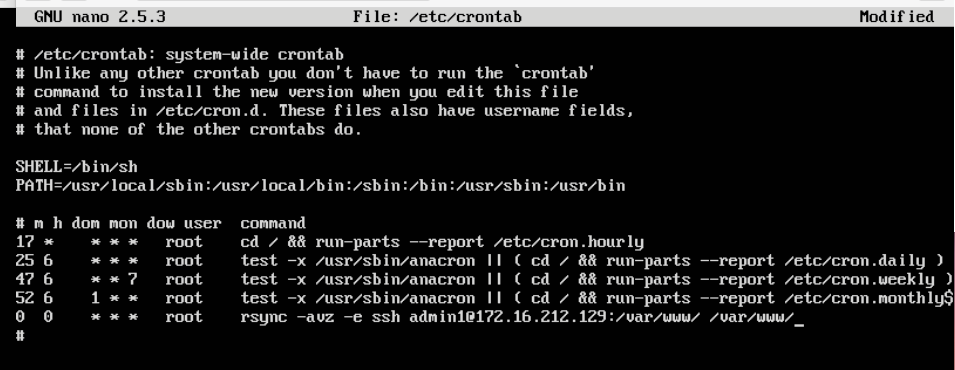 GNU nano 2.5.3 File: /etc/crontab Modified
# /etc/crontab: system-wide crontab
# Unlike any other crontab you don't have to run the `crontab'
# command to install the new version when you edit this file
# and files in /etc/cron.d. These files also have username fields,
# that none of the other crontabs do.
SHELL=/bin/sh
PATH=/usr/local/sbin:/usr/local/bin:/sbin:/bin:/usr/sbin:/usr/bin
# m h dom mon dow user command
17 * * * * root cd / && run-parts --report /etc/cron.hourly
25 6 * * * root test -x /usr/sbin/anacron || ( cd / && run-parts --report /etc/cron.daily )
47 6 * * 7 root test -x /usr/sbin/anacron || ( cd / && run-parts --report /etc/cron.weekly )
52 6 1 * * root test -x /usr/sbin/anacron || ( cd / && run-parts --report /etc/cron.monthly$
0 0 * * * root rsync -avz -e ssh admin1@172.16.212.129:/var/www/ /var/www/_
#